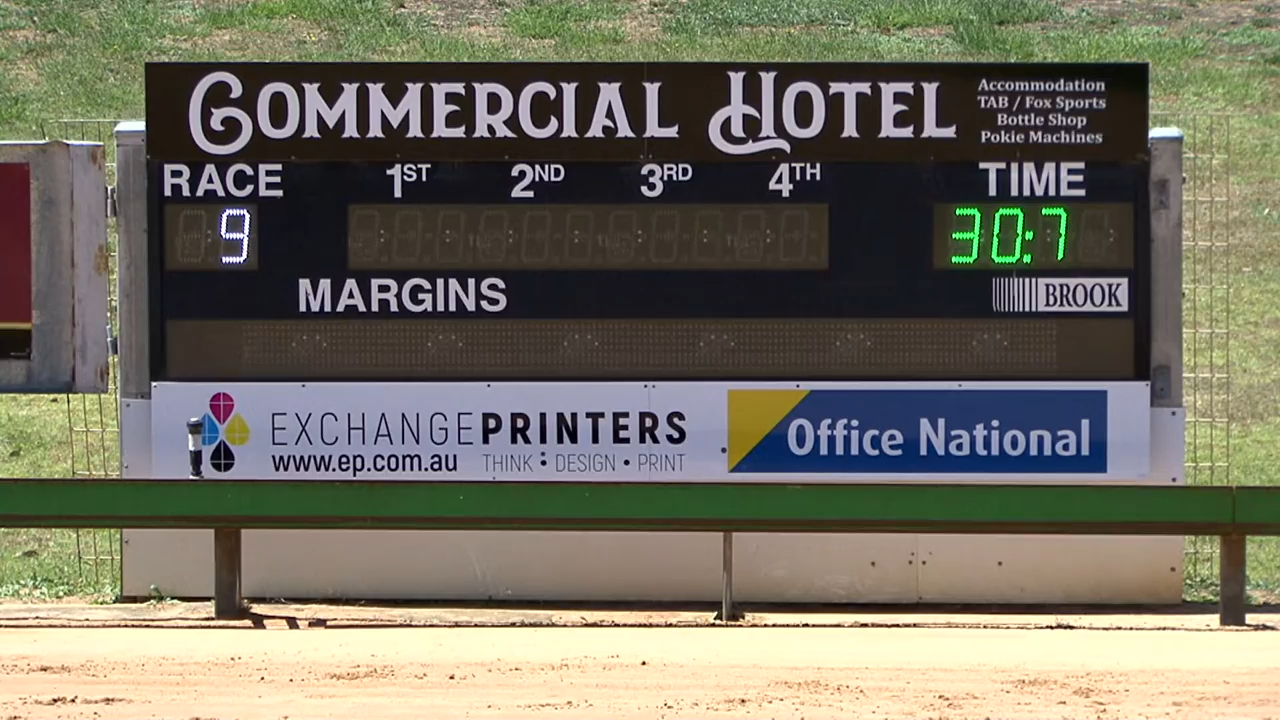 COMMERCIAL HOTEL
Accommodation
TAB / Fox Sports
Bottle Shop
Pokie Machines
RACE 1ST 2ND 3RD 4TH TIME
9 30:7
MARGINS BROOK
EXCHANGEPRINTERS
www.ep.com.au THINK • DESIGN • PRINT
Office National